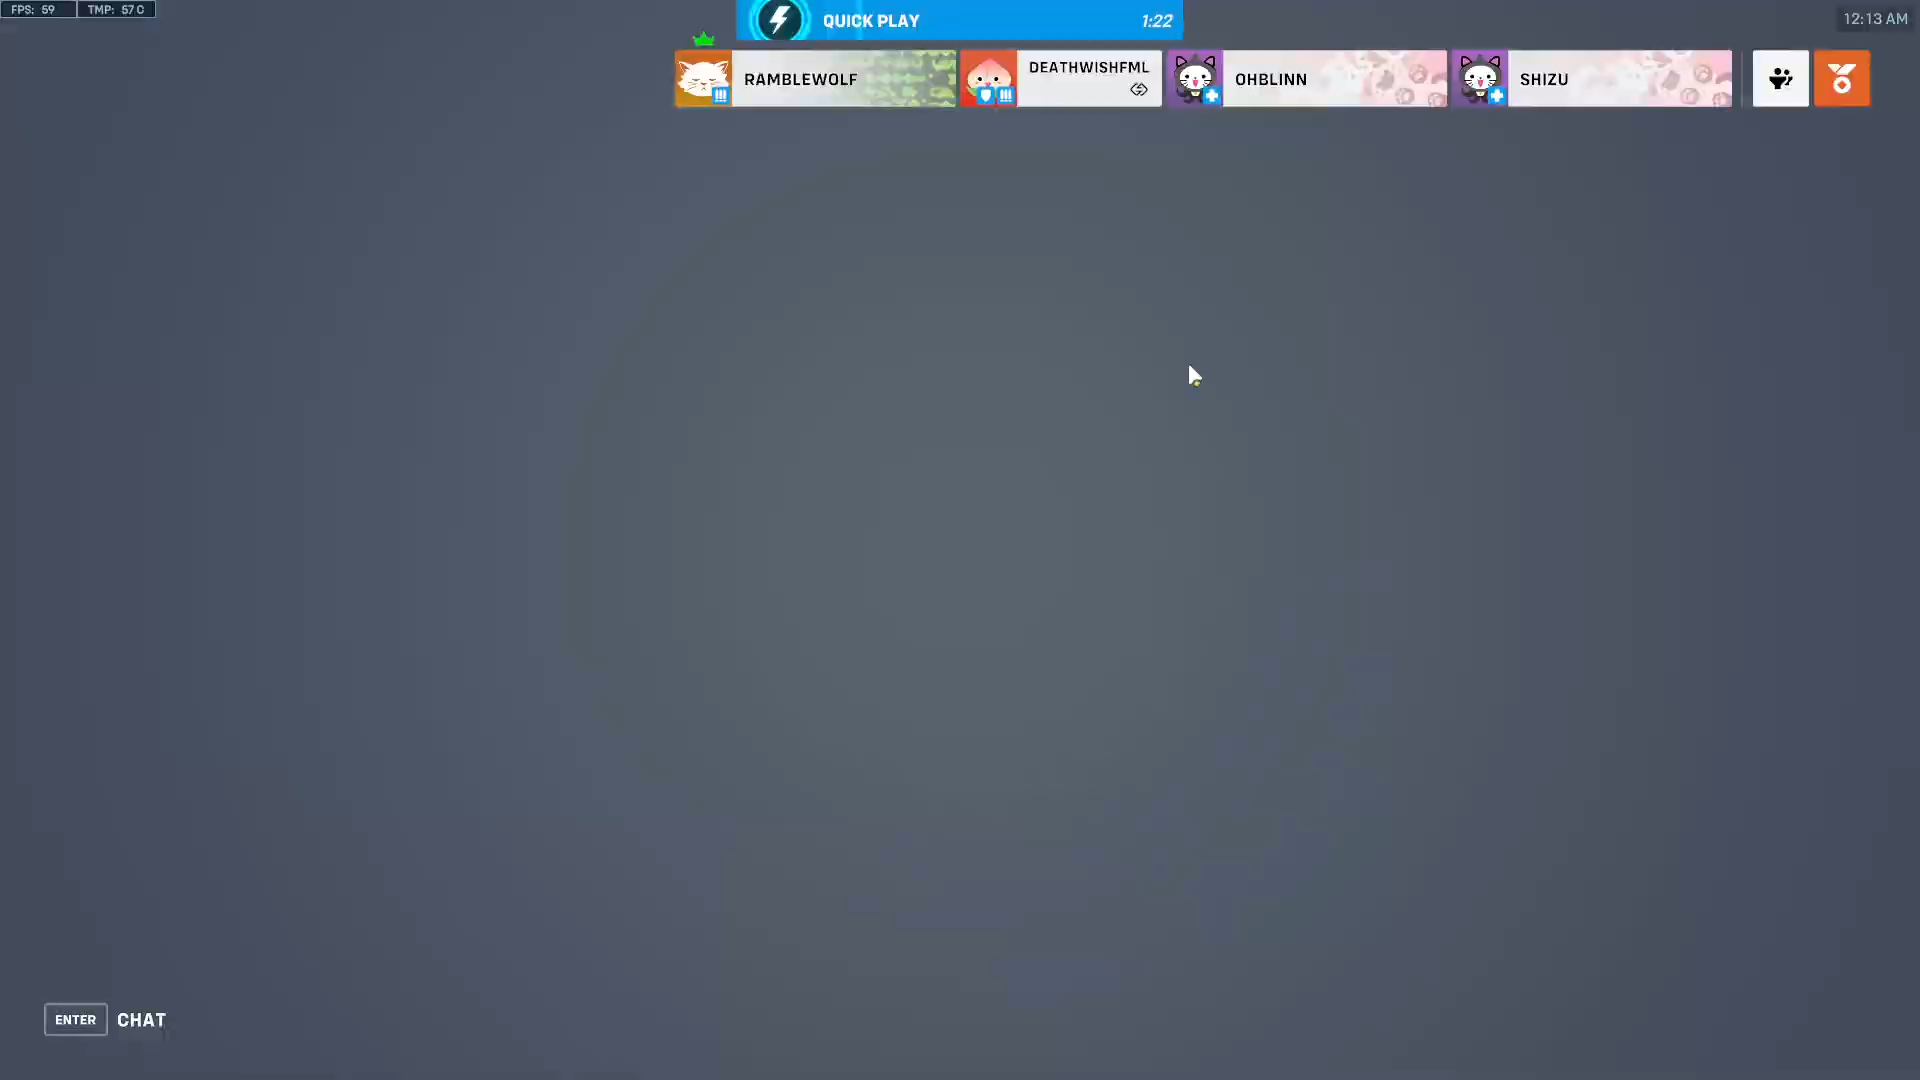 FPS: 59 TMP: 57 C
QUICK PLAY 1:22
12:13 AM
RAMBLEWOLF
DEATHWISHFML
OHBLINN
SHIZU
ENTER CHAT